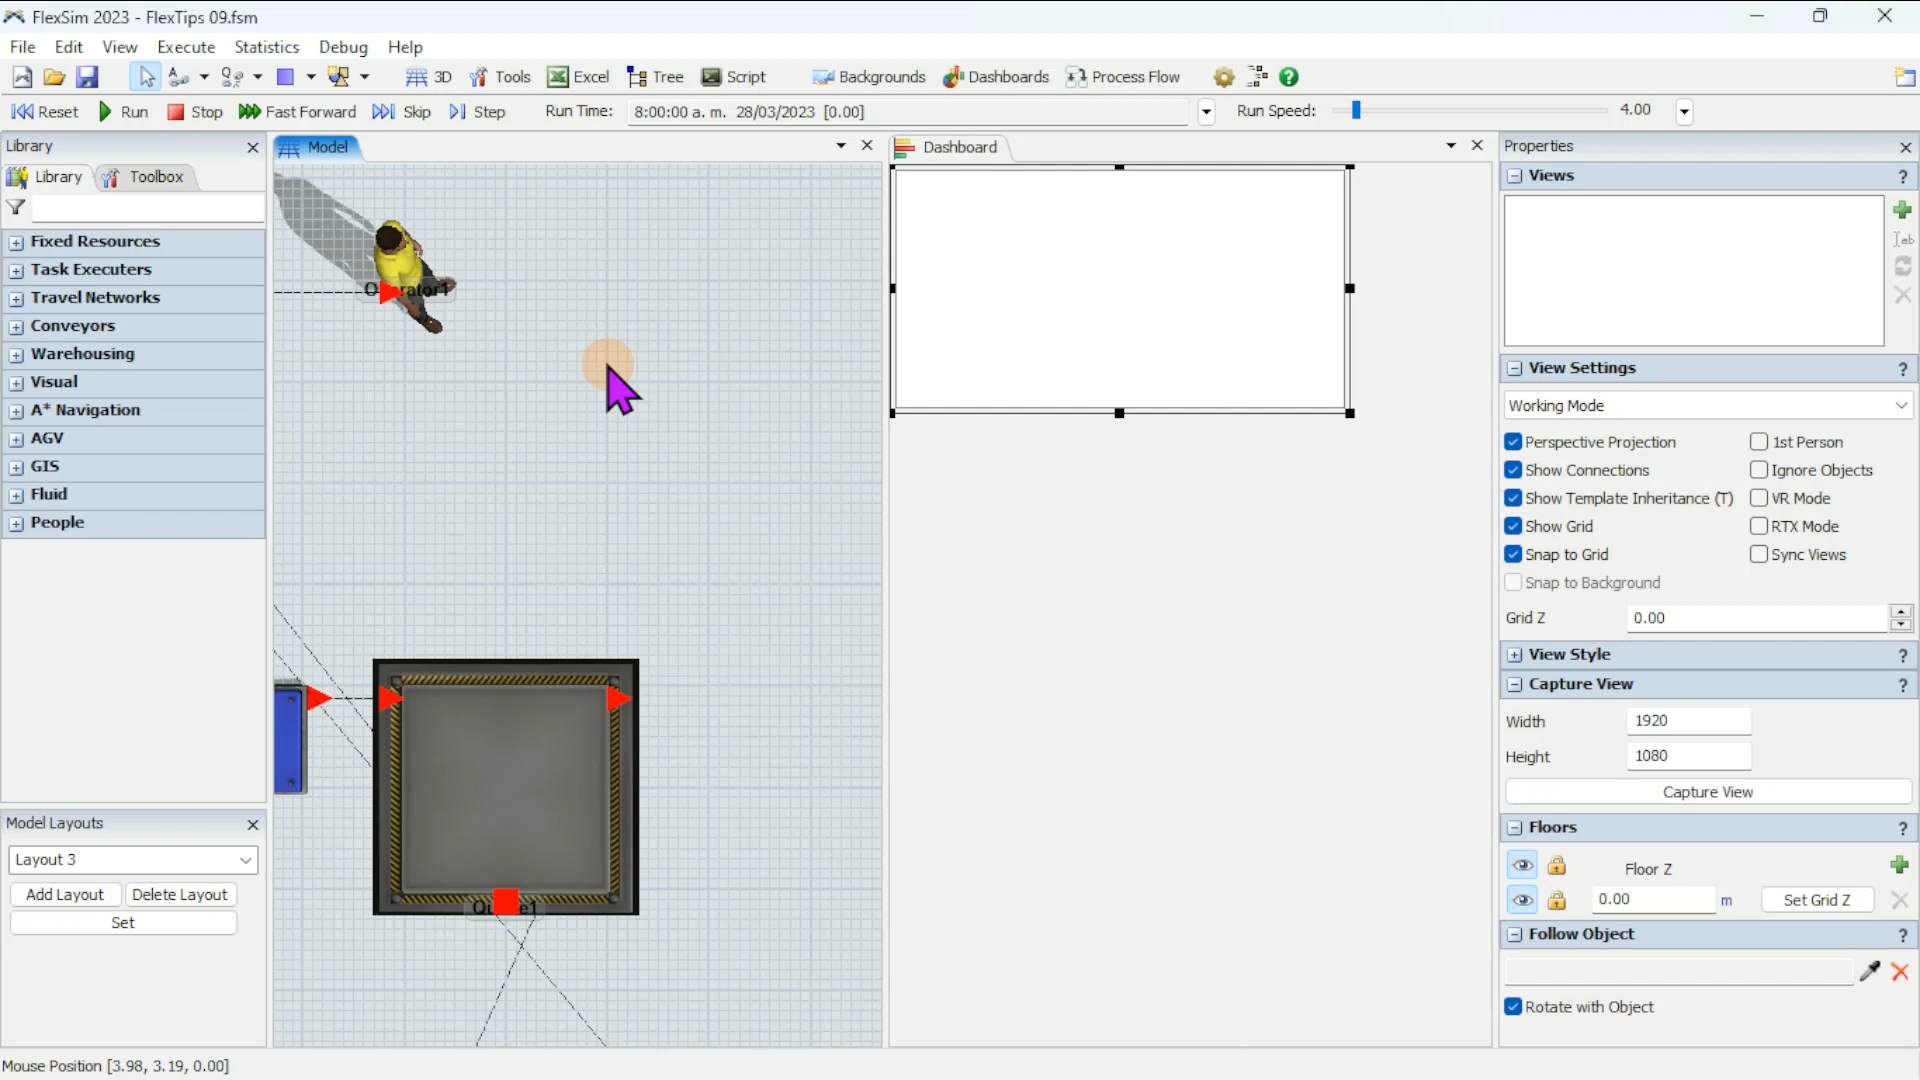 FlexSim 2023 - FlexTips 09.fsm
File Edit View Execute Statistics Debug Help
3D Tools Excel Tree Script Backgrounds Dashboards Process Flow
Reset Run Stop Fast Forward Skip Step Run Time: 8:00:00 a. m. 28/03/2023 [0.00] Run Speed: 4.00
Library
Library Toolbox
Fixed Resources
Task Executers
Travel Networks
Conveyors
Warehousing
Visual
A* Navigation
AGV
GIS
Fluid
People
Model Layouts
Layout 3
Add Layout Delete Layout
Set
Model
Dashboard
Properties
Views ?
View Settings ?
Working Mode
Perspective Projection 1st Person
Show Connections Ignore Objects
Show Template Inheritance (T) VR Mode
Show Grid RTX Mode
Snap to Grid Sync Views
Snap to Background
Grid Z 0.00
View Style ?
Capture View ?
Width 1920
Height 1080
Capture View
Floors ?
Floor Z
0.00 m Set Grid Z
Follow Object ?
Rotate with Object
Mouse Position [3.98, 3.19, 0.00]